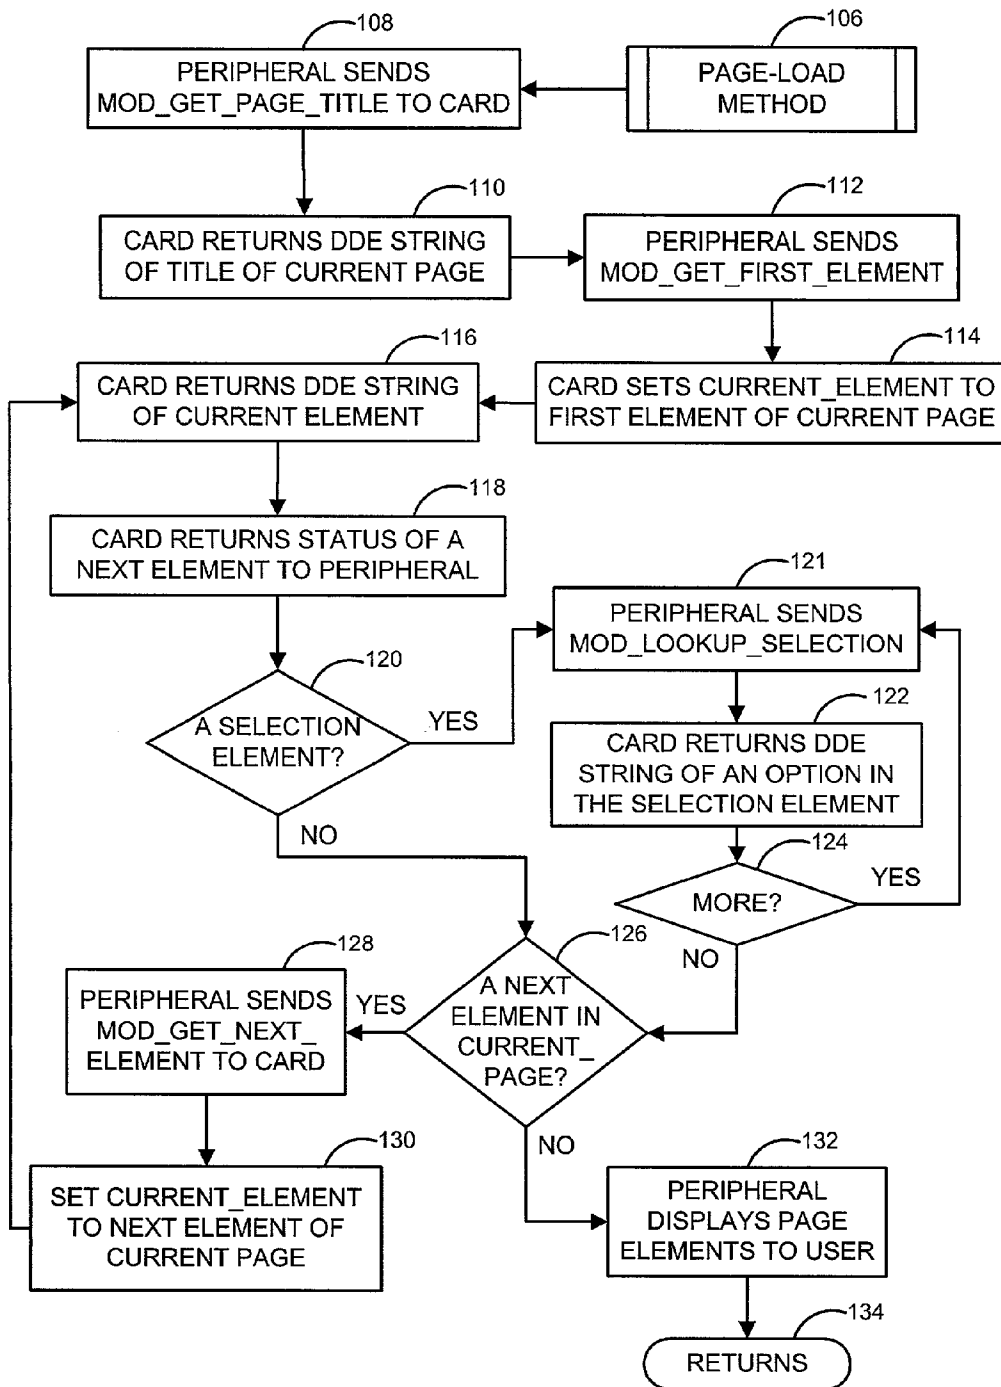 108
PERIPHERAL SENDS
MOD_GET_PAGE_TITLE TO CARD
106
PAGE-LOAD
METHOD
110
CARD RETURNS DDE STRING
OF TITLE OF CURRENT PAGE
112
PERIPHERAL SENDS
MOD_GET_FIRST_ELEMENT
116
CARD RETURNS DDE STRING
OF CURRENT ELEMENT
114
CARD SETS CURRENT_ELEMENT TO
FIRST ELEMENT OF CURRENT PAGE
118
CARD RETURNS STATUS OF A
NEXT ELEMENT TO PERIPHERAL
121
PERIPHERAL SENDS
MOD_LOOKUP_SELECTION
120
A SELECTION
ELEMENT?
YES
NO
122
CARD RETURNS DDE
STRING OF AN OPTION IN
THE SELECTION ELEMENT
124
MORE?
YES
NO
126
A NEXT
ELEMENT IN
CURRENT_
PAGE?
YES
NO
128
PERIPHERAL SENDS
MOD_GET_NEXT_
ELEMENT TO CARD
130
SET CURRENT_ELEMENT
TO NEXT ELEMENT OF
CURRENT PAGE
132
PERIPHERAL
DISPLAYS PAGE
ELEMENTS TO USER
134
RETURNS